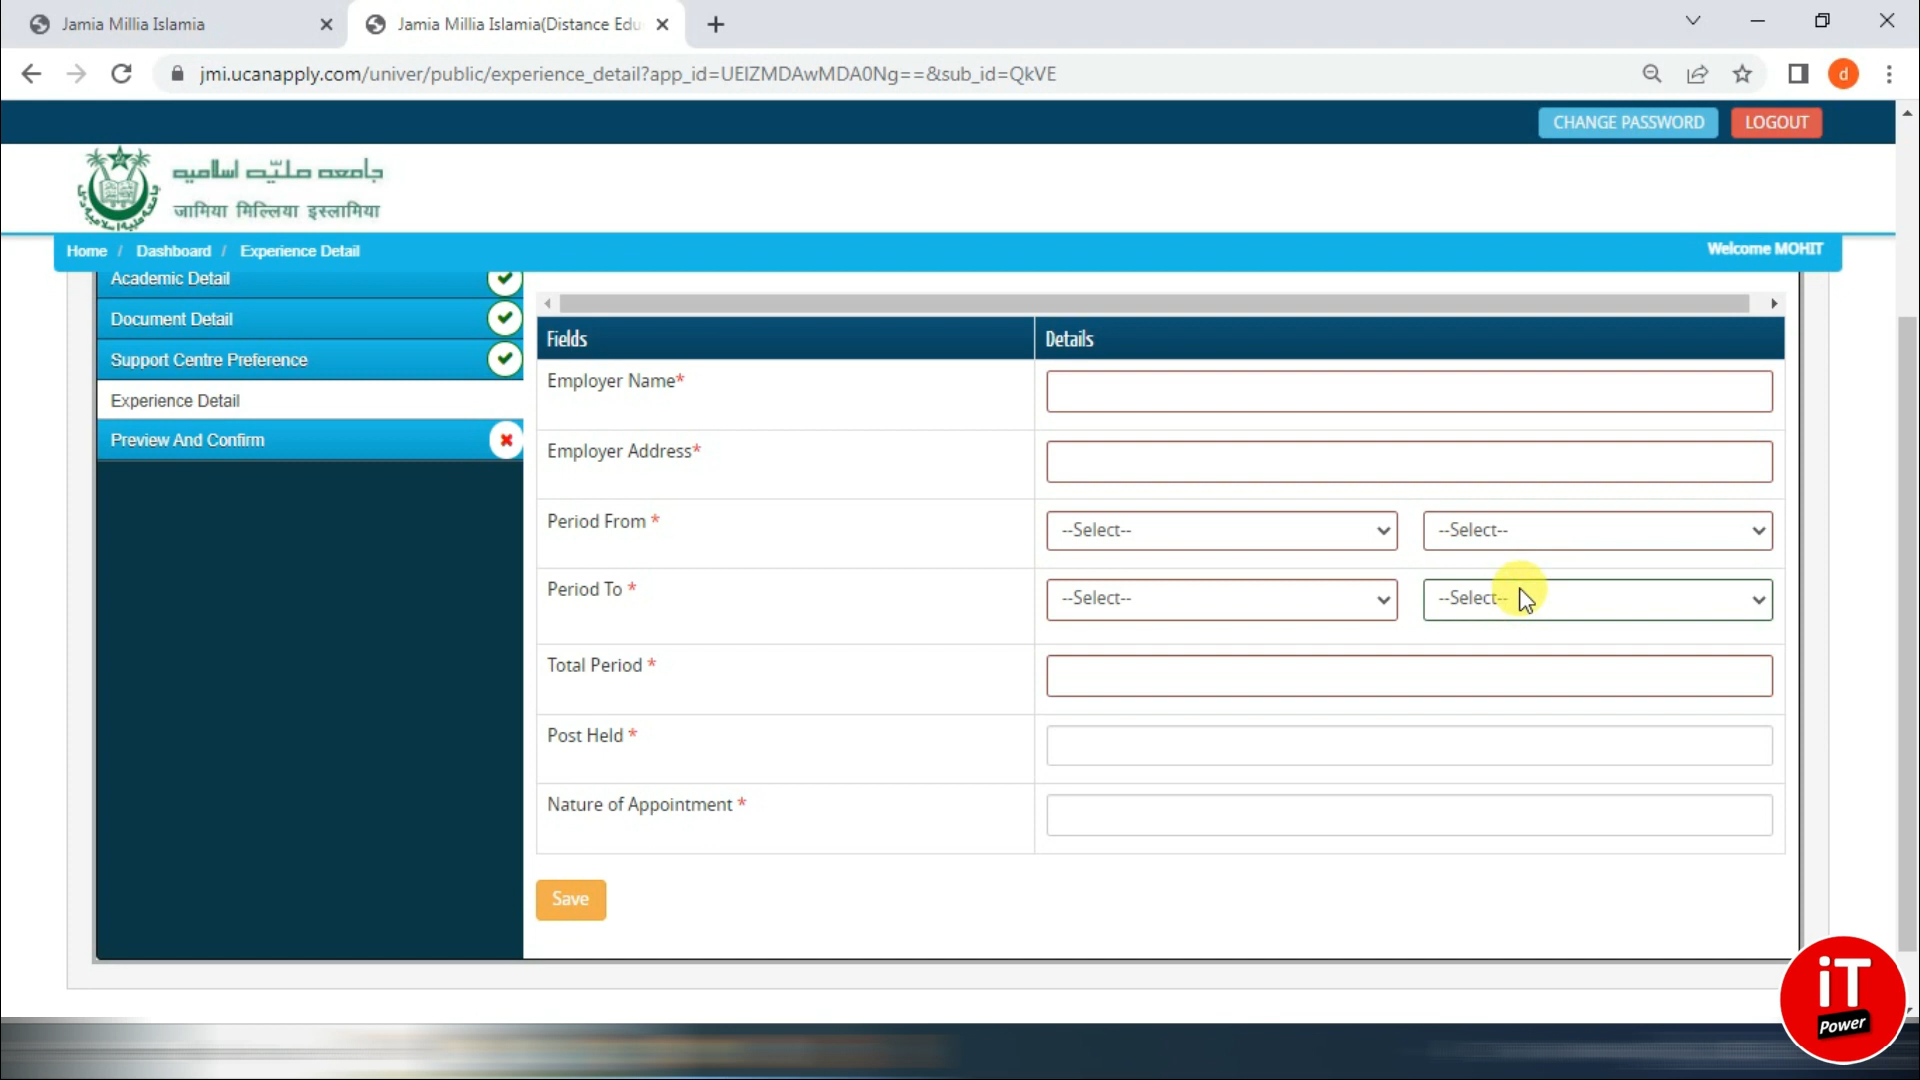 Jamia Millia Islamia
Jamia Millia Islamia(Distance Edu
jmi.ucanapply.com/univer/public/experience_detail?app_id=UEIZMDAwMDA0Ng==&sub_id=QkVE
d
CHANGE PASSWORD
LOGOUT
جامعه ملیّه اسلامیه
जामिया मिल्लिया इस्लामिया
Home / Dashboard / Experience Detail
Welcome MOHIT
Academic Detail
Document Detail
Support Centre Preference
Experience Detail
Preview And Confirm
Fields
Details
Employer Name*
Employer Address*
Period From *
--Select--
--Select--
Period To *
--Select--
--Select--
Total Period *
Post Held *
Nature of Appointment *
Save
iT
Power